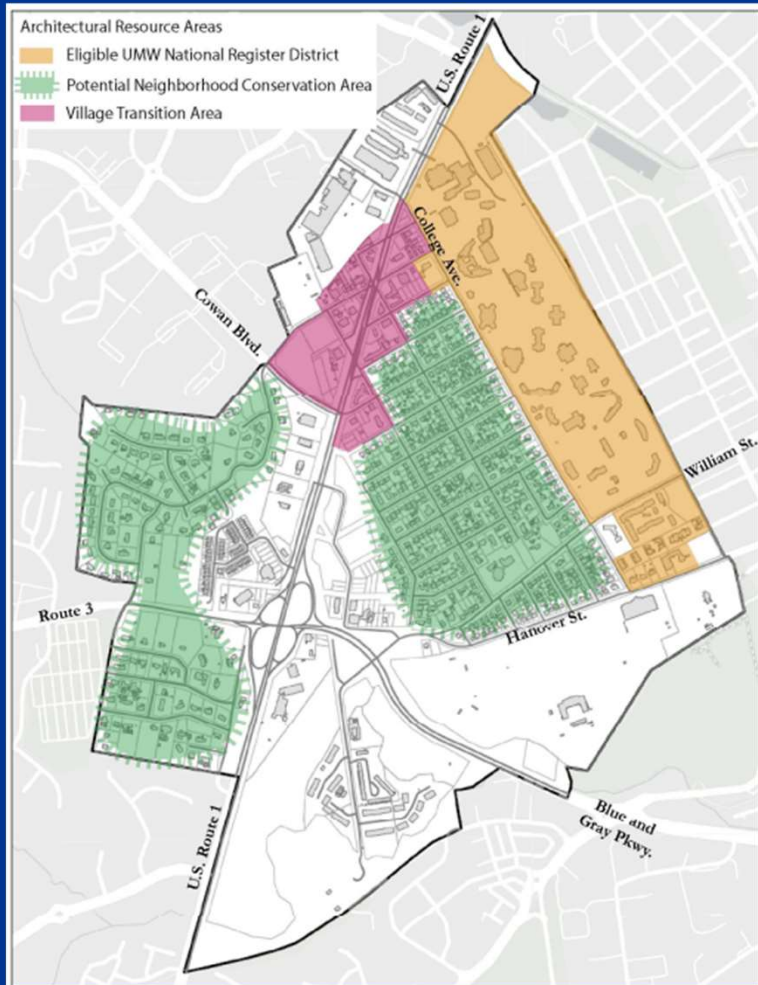 Architectural Resource Areas
Eligible UMW National Register District
Potential Neighborhood Conservation Area
Village Transition Area
U.S. Route 1
College Ave.
Cowan Blvd.
William St.
Route 3
Hanover St.
Blue and
Gray Pkwy.
U.S. Route 1